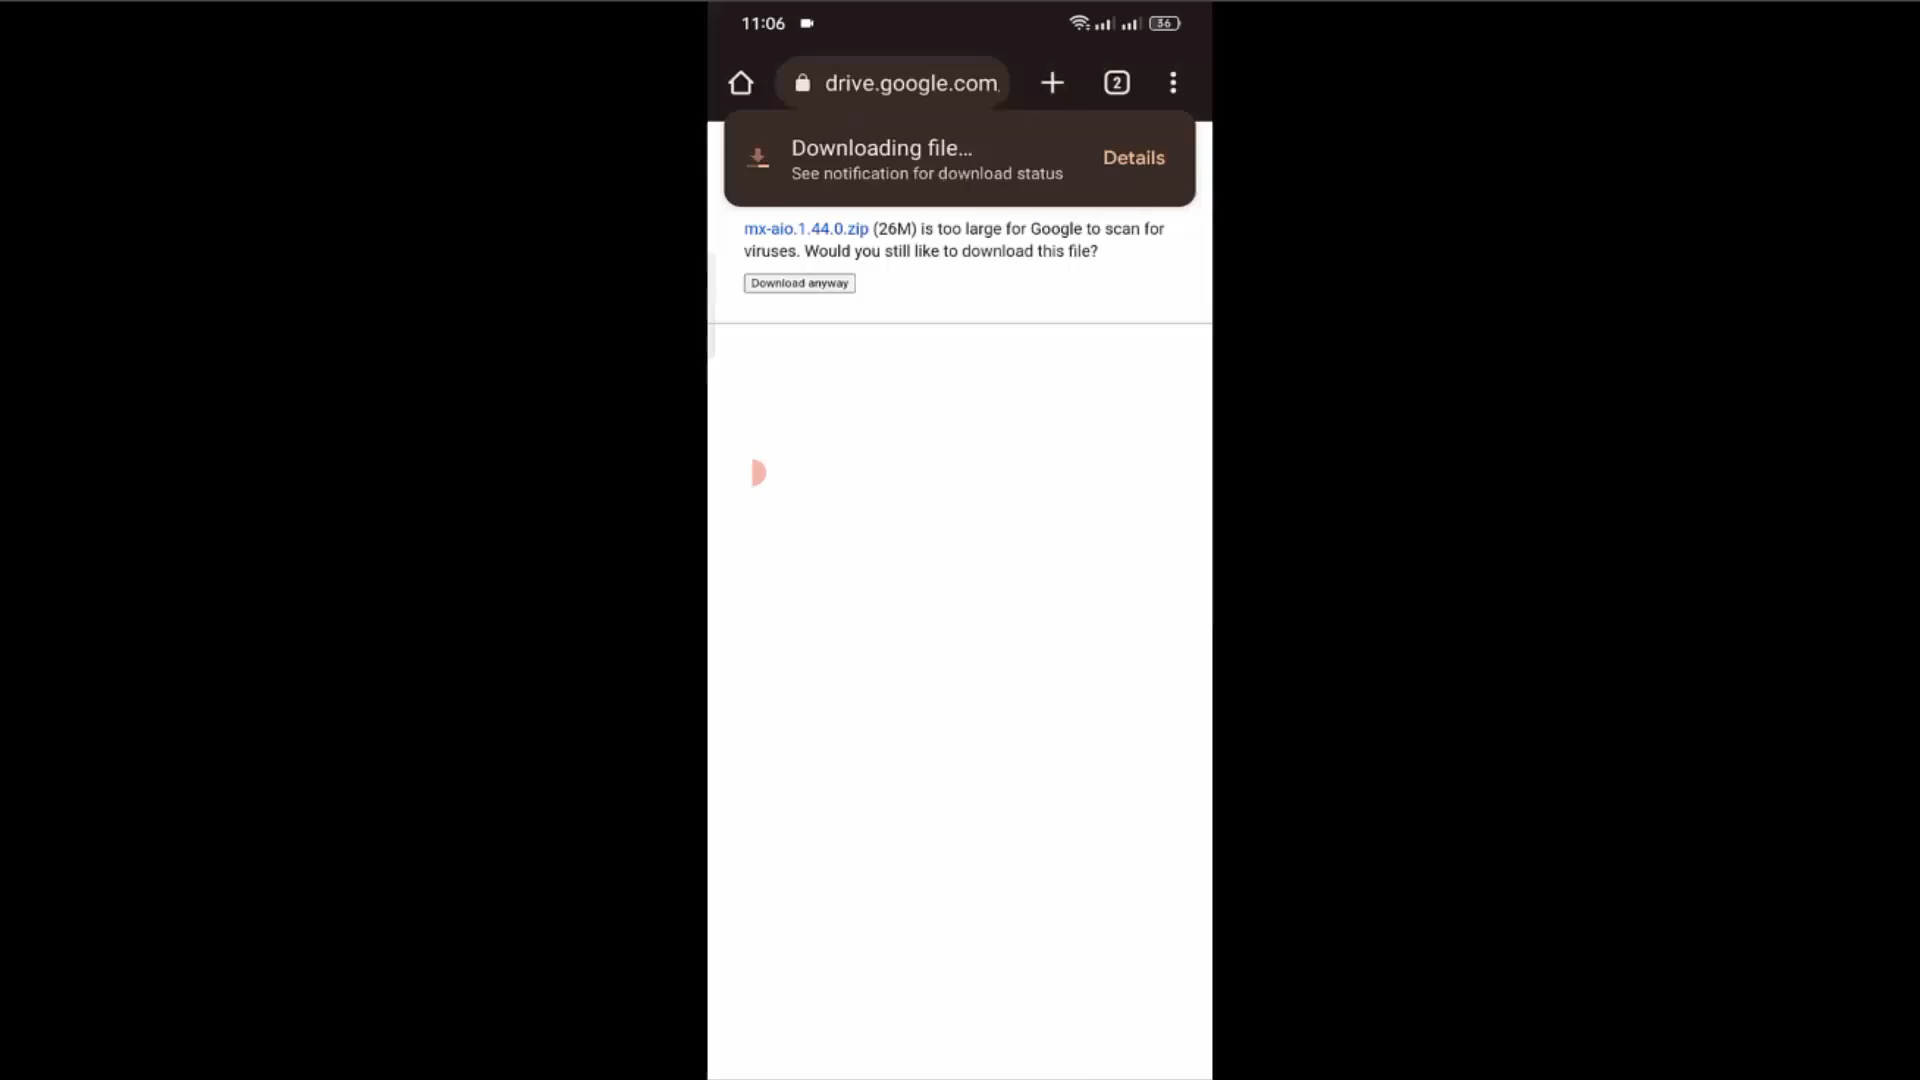 11:06
36
drive.google.com
2
Downloading file...
See notification for download status
Details
mx-aio.1.44.0.zip (26M) is too large for Google to scan for
viruses. Would you still like to download this file?
Download anyway